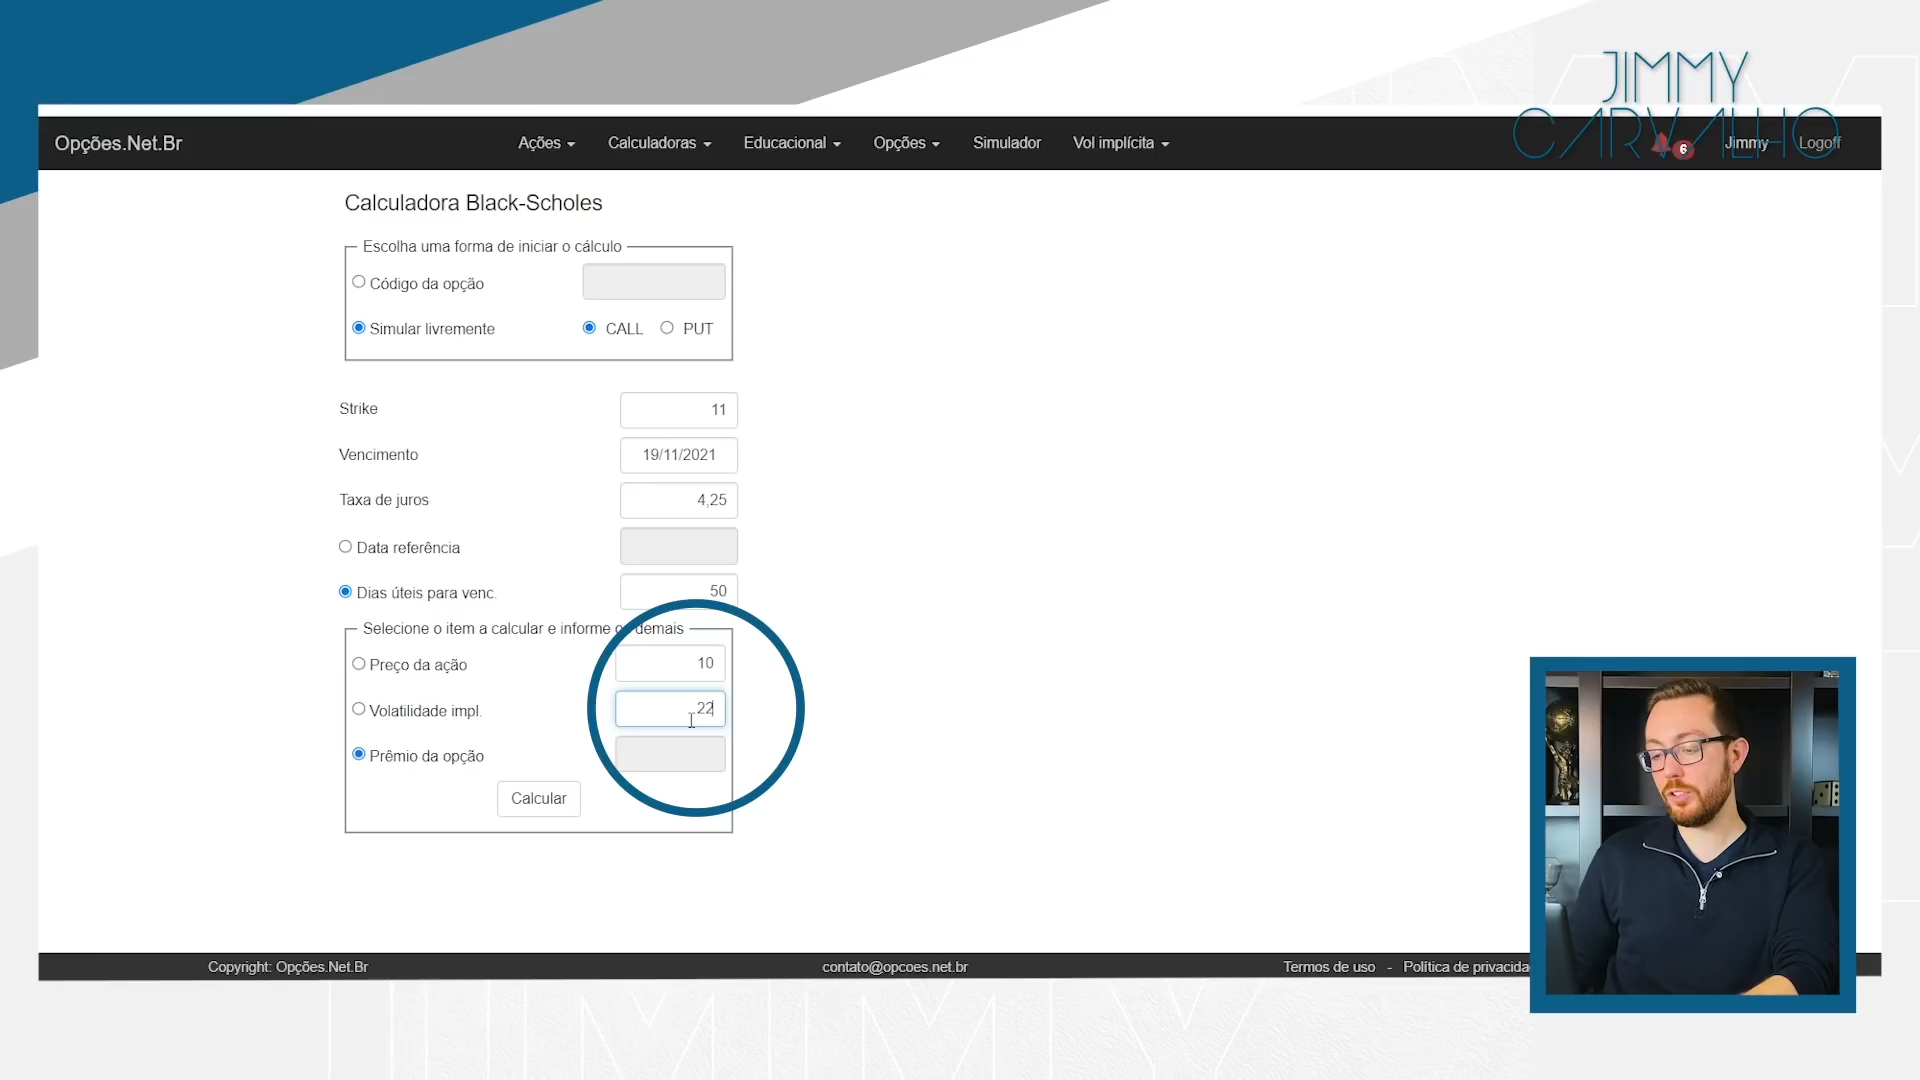 JIMMY
CARVALHO
Opções.Net.Br
Ações
Calculadoras
Educacional
Opções
Simulador
Vol implícita
6
Jimmy
Logoff
Calculadora Black-Scholes
Escolha uma forma de iniciar o cálculo
Código da opção
Simular livremente
CALL
PUT
Strike
11
Vencimento
19/11/2021
Taxa de juros
4,25
Data referência
Dias úteis para venc.
50
Selecione o item a calcular e informe os demais
Preço da ação
10
Volatilidade impl.
22
Prêmio da opção
Calcular
Copyright: Opções.Net.Br
contato@opcoes.net.br
Termos de uso - Política de privacida
JIMMY